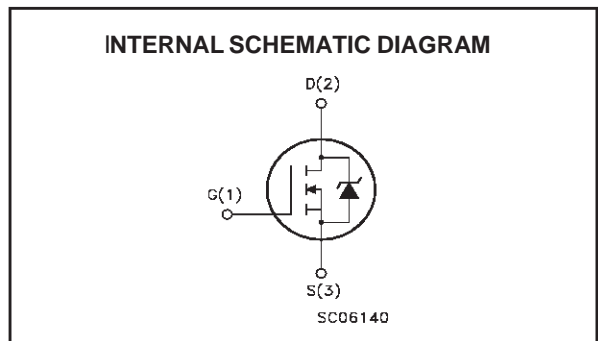 INTERNAL SCHEMATIC DIAGRAM
D(2)
G(1)
S(3)
SC06140